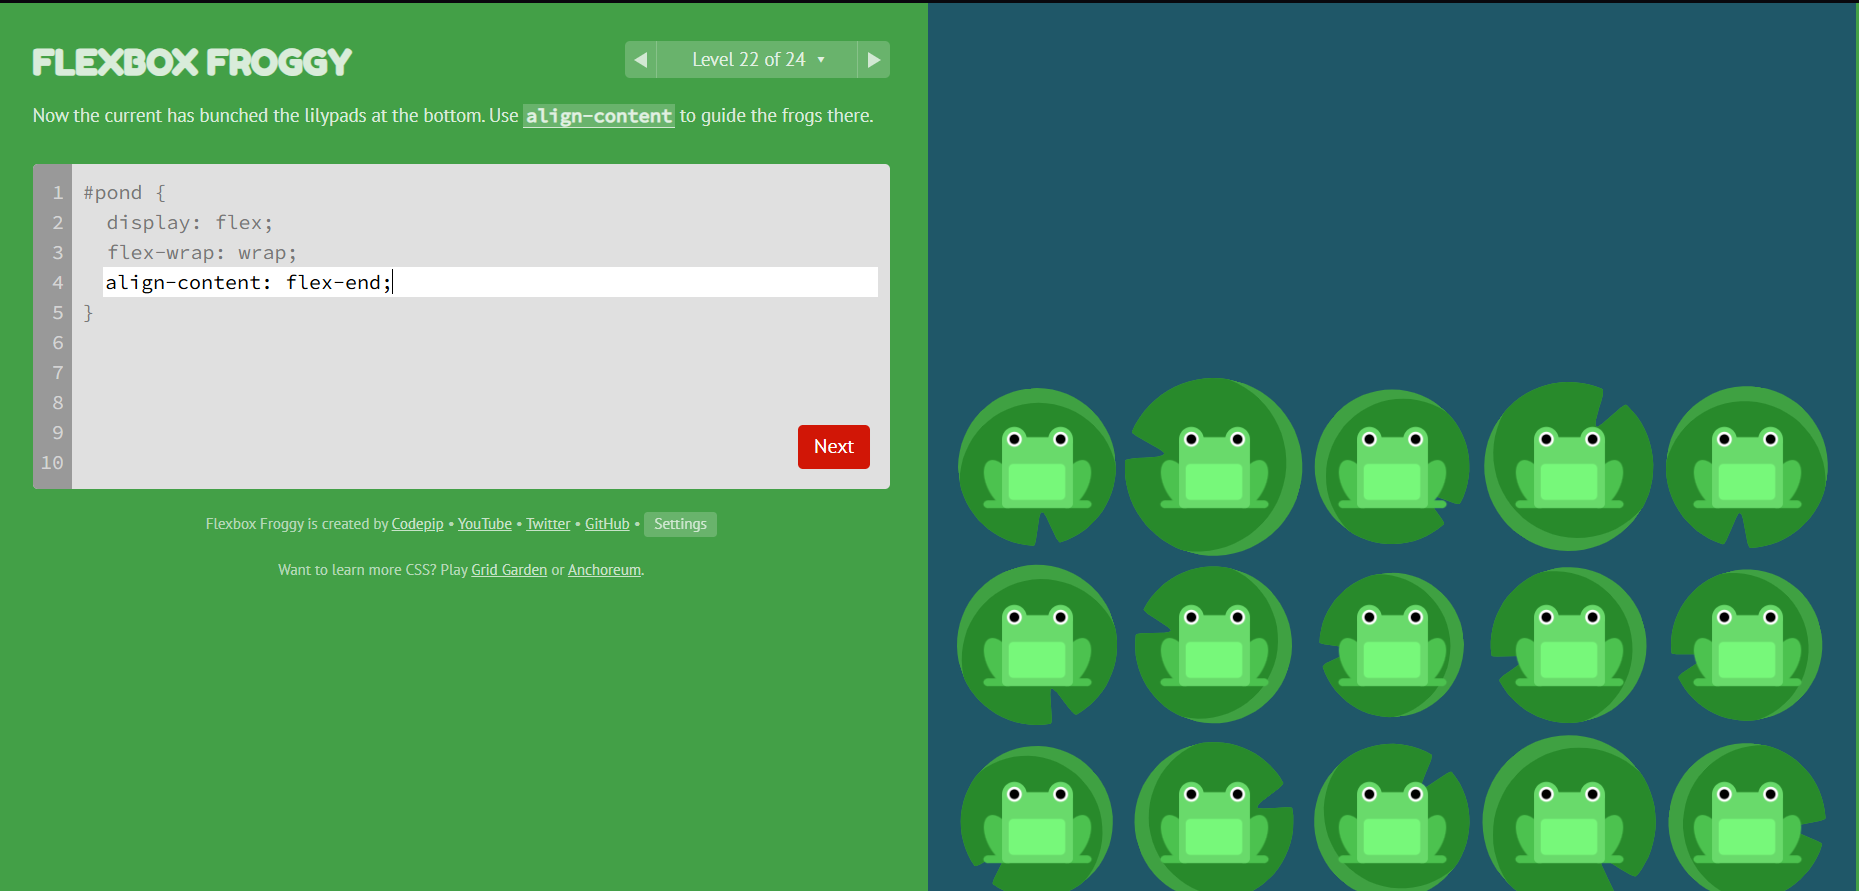 FLEXBOX FROGGY
◀ Level 22 of 24 ▼ ▶
Now the current has bunched the lilypads at the bottom. Use align-content to guide the frogs there.
1 #pond {
2 display: flex;
3 flex-wrap: wrap;
4 align-content: flex-end;
5 }
6
7
8
9
10
Next
Flexbox Froggy is created by Codepip • YouTube • Twitter • GitHub • Settings
Want to learn more CSS? Play Grid Garden or Anchoreum.